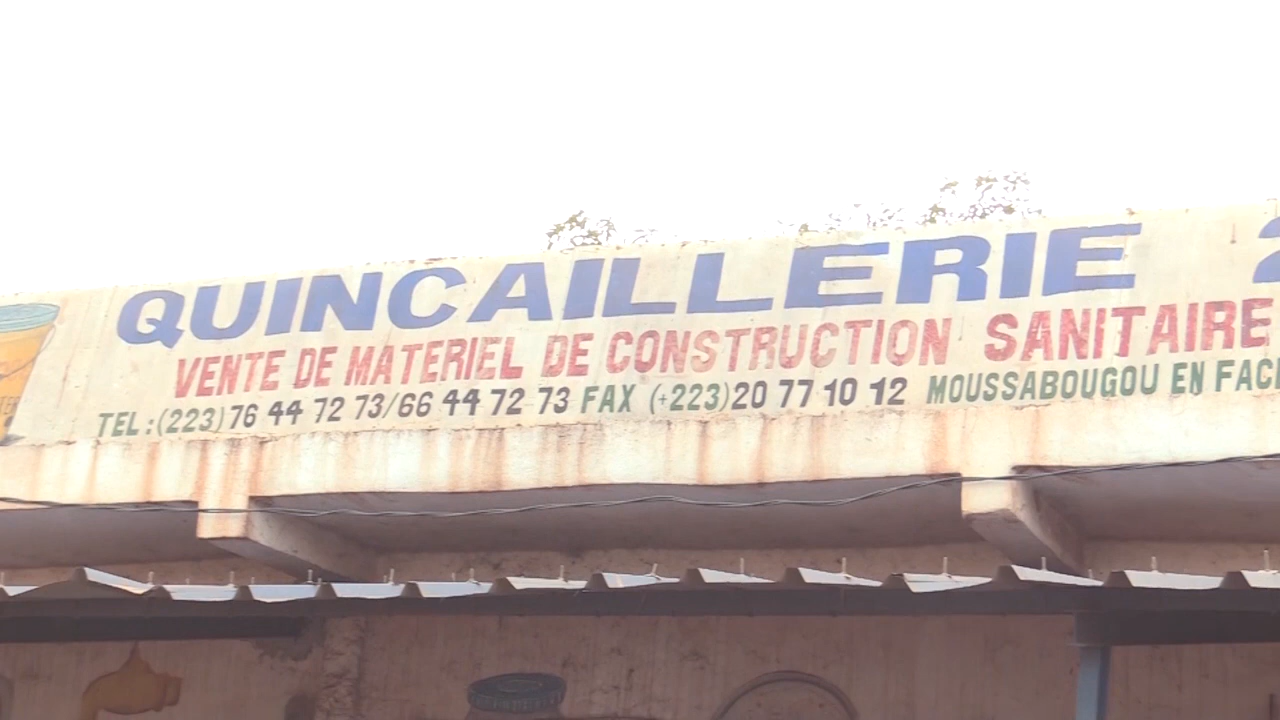 QUINCAILLERIE
VENTE DE MATERIEL DE CONSTRUCTION SANITAIRE
TEL :(223) 76 44 72 73/66 44 72 73 FAX (+223) 20 77 10 12 MOUSSABOUGOU EN FAC